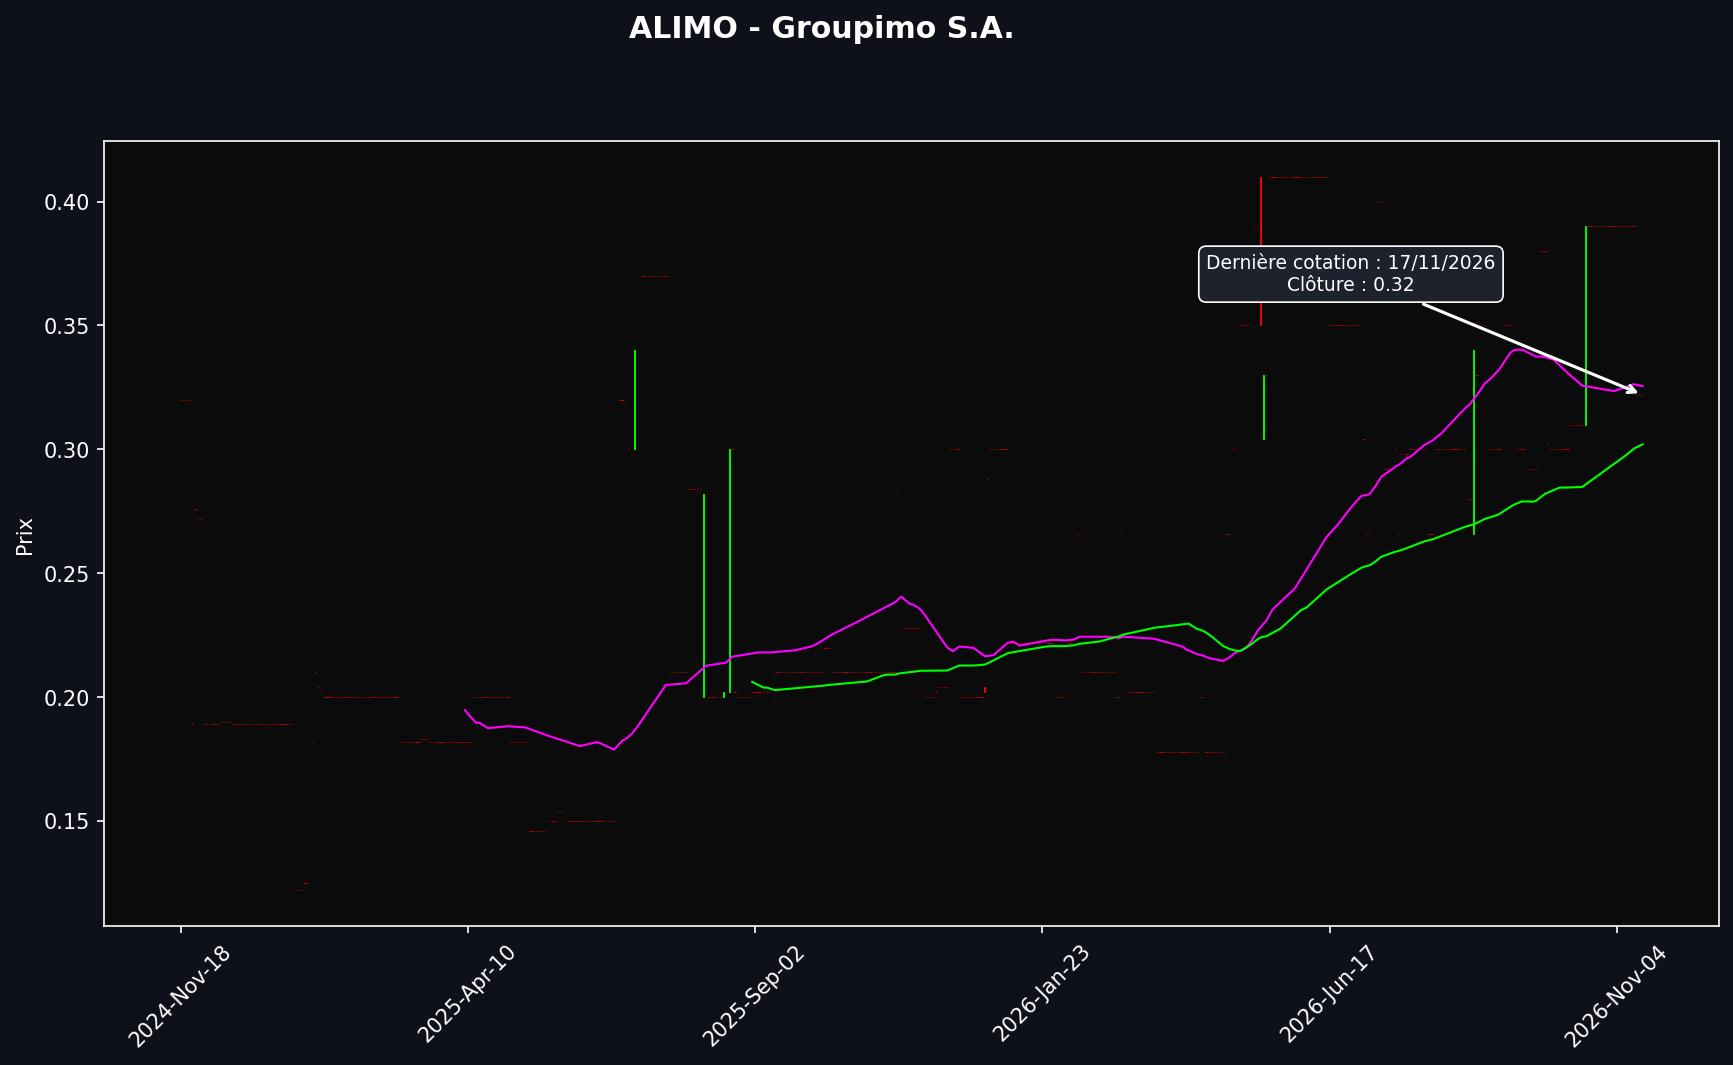 ALIMO - Groupimo S.A.
Prix
0.40
0.35
0.30
0.25
0.20
0.15
Dernière cotation : 17/11/2026
Clôture : 0.32
2024-Nov-18
2025-Apr-10
2025-Sep-02
2026-Jan-23
2026-Jun-17
2026-Nov-04